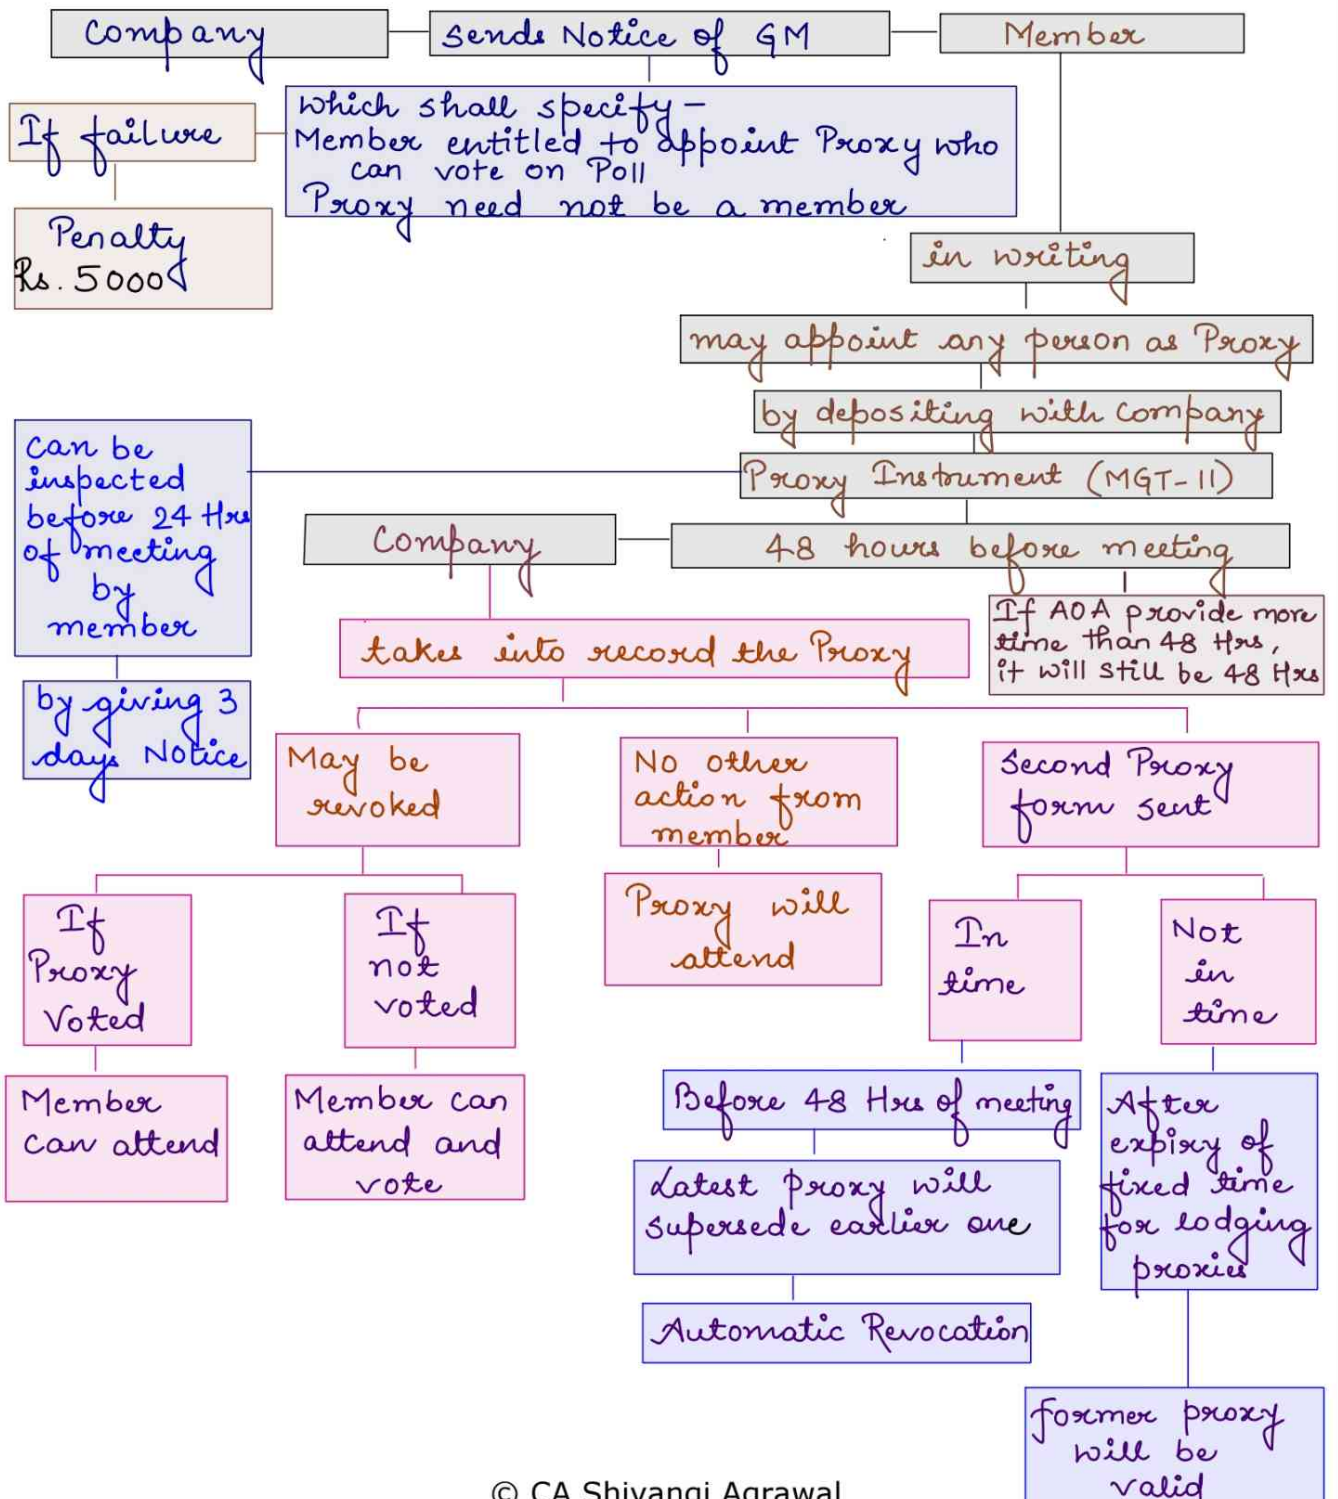 Company
Sends Notice of GM
Member
which shall specify –
Member entitled to appoint Proxy who
can vote on Poll
Proxy need not be a member
If failure
Penalty
Rs. 5000
in writing
may appoint any person as Proxy
by depositing with Company
Proxy Instrument (MGT-11)
can be
inspected
before 24 Hrs
of meeting
by
member
by giving 3
days Notice
48 hours before meeting
If AOA provide more
time than 48 Hrs,
it will still be 48 Hrs
Company
takes into record the Proxy
May be
revoked
No other
action from
member
Second Proxy
form sent
If
Proxy
Voted
If
not
voted
Proxy will
attend
In
time
Not
in
time
Member
can attend
Member can
attend and
vote
Before 48 Hrs of meeting
Latest proxy will
supersede earlier one
Automatic Revocation
After
expiry of
fixed time
for lodging
proxies
former proxy
will be
valid
© CA Shivangi Agrawal